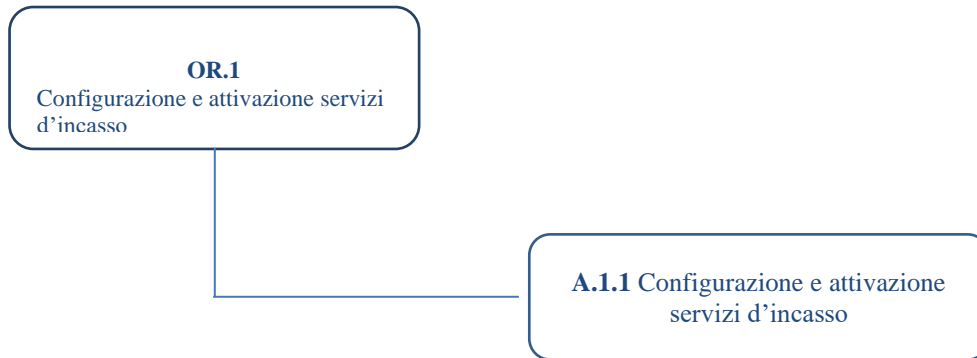 OR.1
Configurazione e attivazione servizi
d’incasso
A.1.1 Configurazione e attivazione
servizi d’incasso